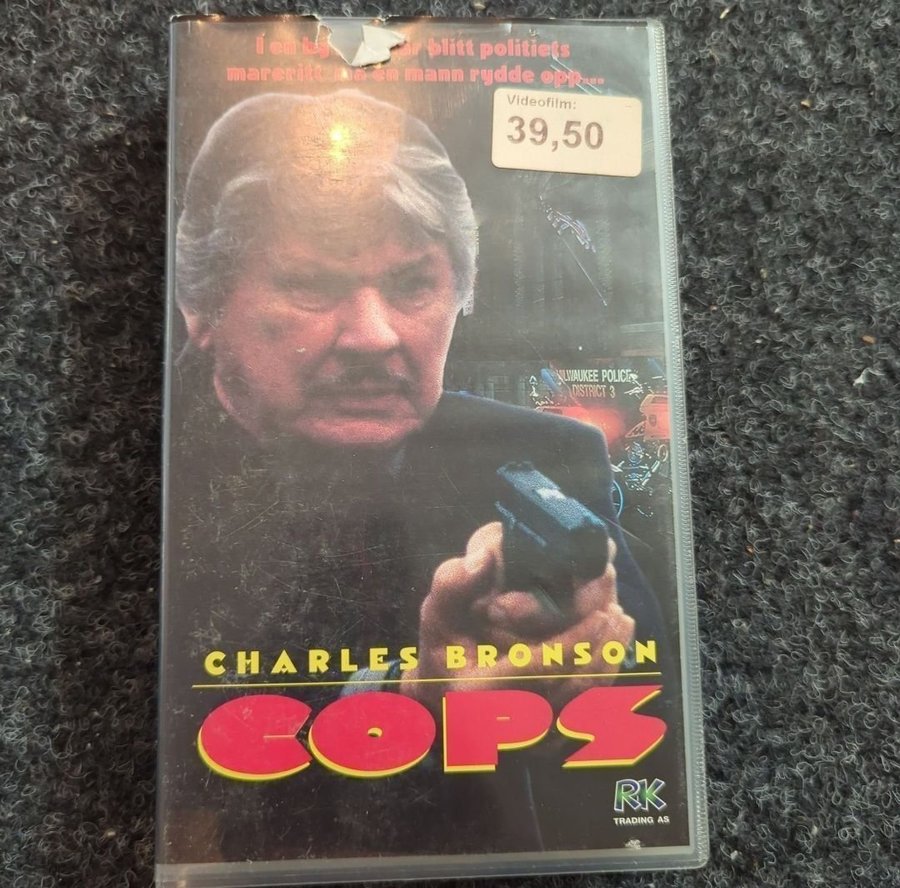 I en by blitt politiets
mareritt en mann rydde opp...
Videofilm:
39,50
MILWAUKEE POLICE
DISTRICT 3
CHARLES BRONSON
COPS
RK
TRADING AS